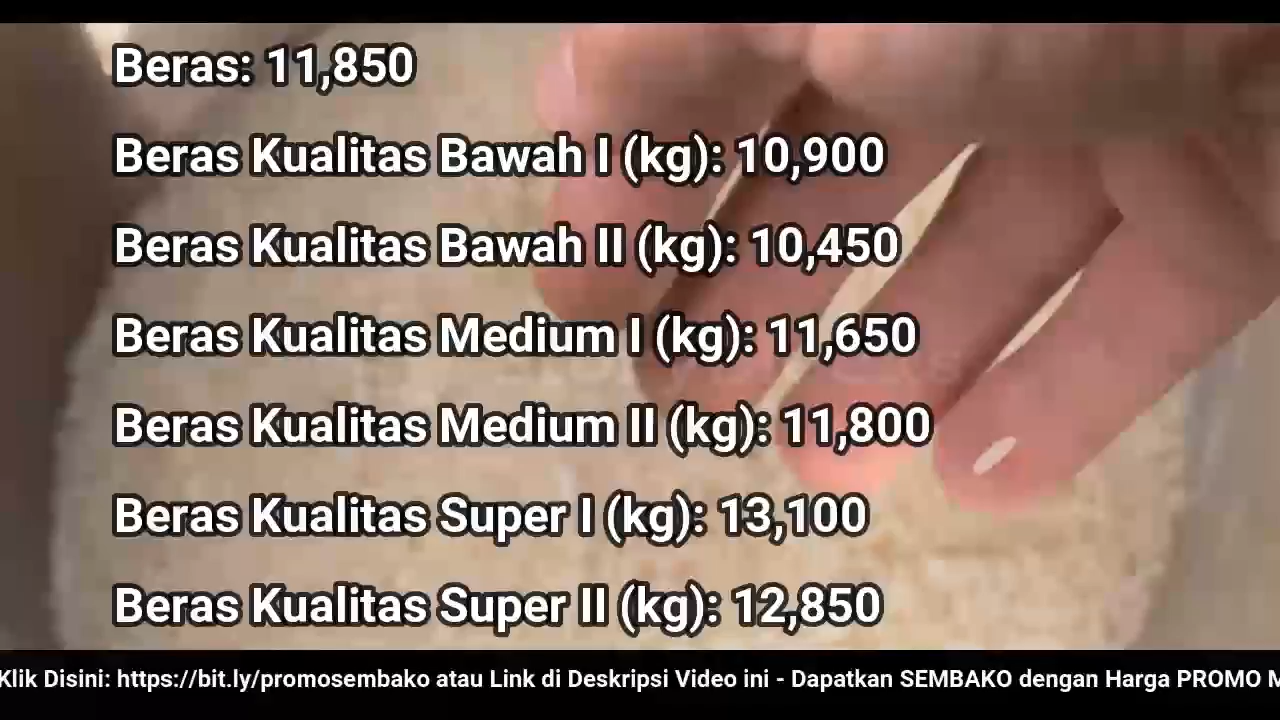 Beras: 11,850
Beras Kualitas Bawah I (kg): 10,900
Beras Kualitas Bawah II (kg): 10,450
Beras Kualitas Medium I (kg): 11,650
Beras Kualitas Medium II (kg): 11,800
Beras Kualitas Super I (kg): 13,100
Beras Kualitas Super II (kg): 12,850
Klik Disini: https://bit.ly/promosembako atau Link di Deskripsi Video ini - Dapatkan SEMBAKO dengan Harga PROMO